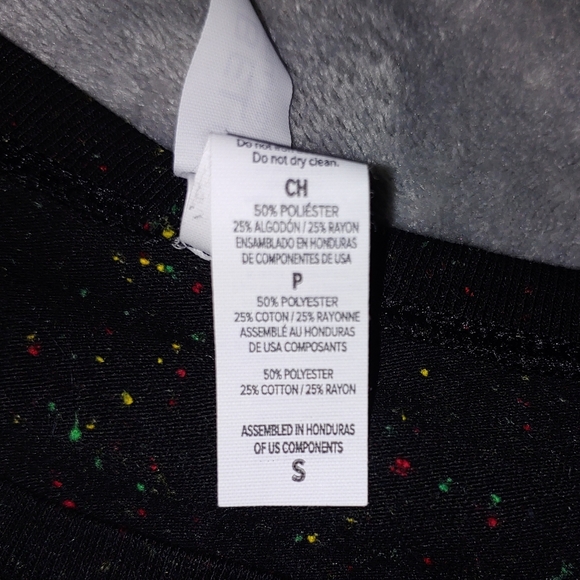 Do not dry clean.
CH
50% POLIÉSTER
25% ALGODÓN / 25% RAYON
ENSAMBLADO EN HONDURAS
DE COMPONENTES DE USA
P
50% POLYESTER
25% COTON / 25% RAYONNE
ASSEMBLÉ AU HONDURAS
DE USA COMPOSANTS
50% POLYESTER
25% COTTON / 25% RAYON
ASSEMBLED IN HONDURAS
OF US COMPONENTS
S